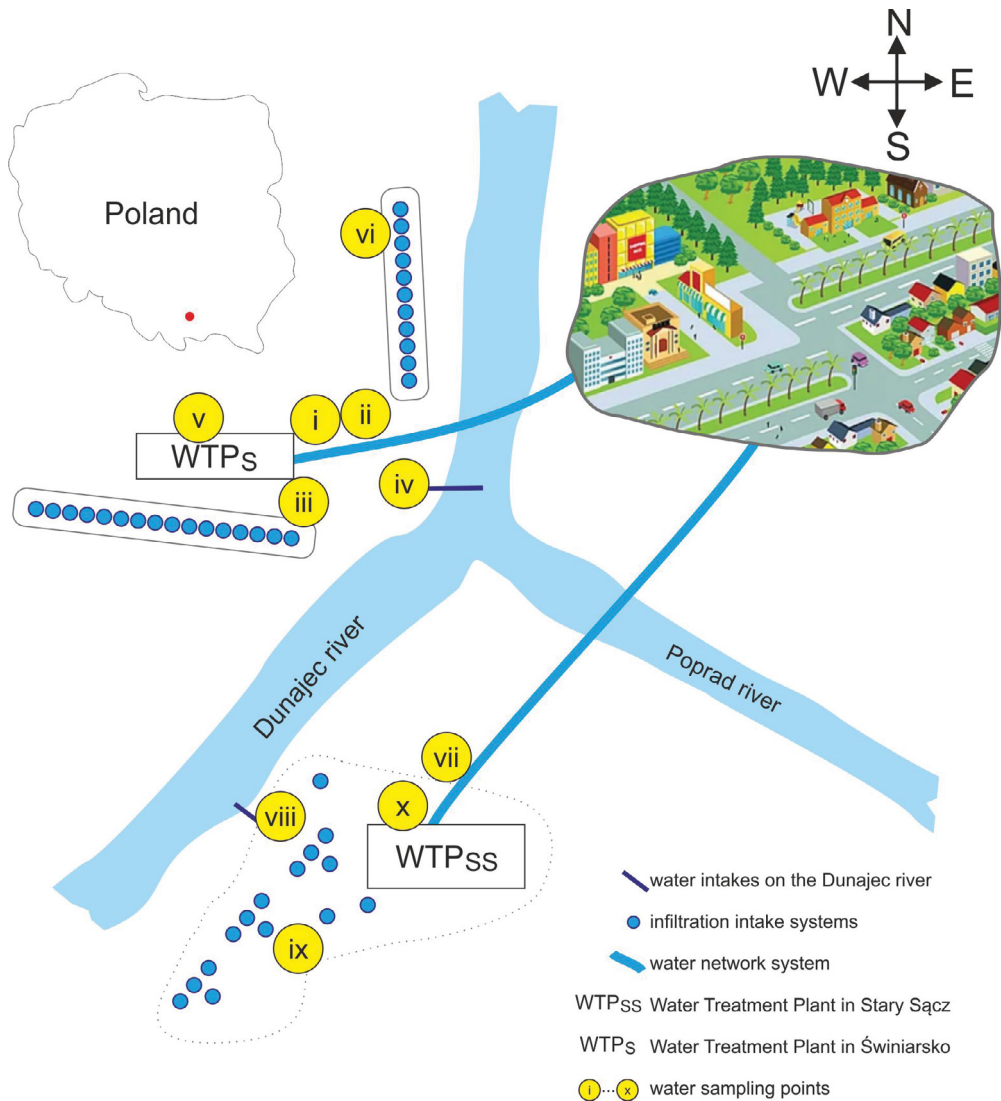 N
W E
S
Poland
vi
v
i
ii
WTPS
iii
iv
Dunajec river
Poprad river
vii
viii
x
WTPSS
ix
water intakes on the Dunajec river
infiltration intake systems
water network system
WTPSS Water Treatment Plant in Stary Sącz
WTPS Water Treatment Plant in Świniarsko
i ... x water sampling points